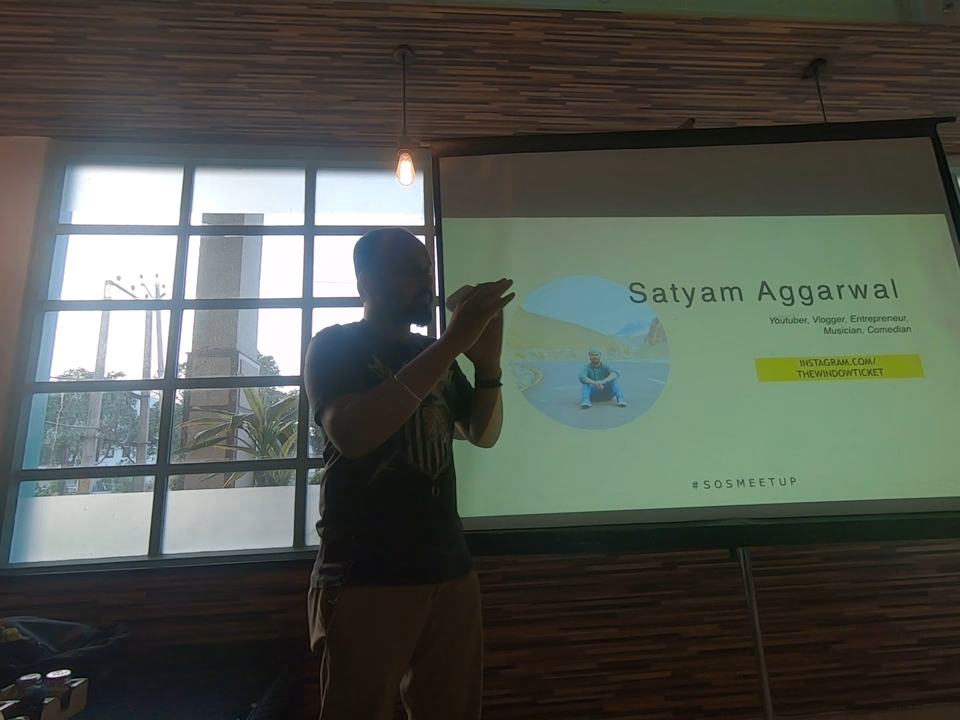 Satyam Aggarwal
Youtuber, Vlogger, Entrepreneur,
Musician, Comedian
INSTAGRAM.COM/
THEWINDOWTICKET
#SOSMEETUP